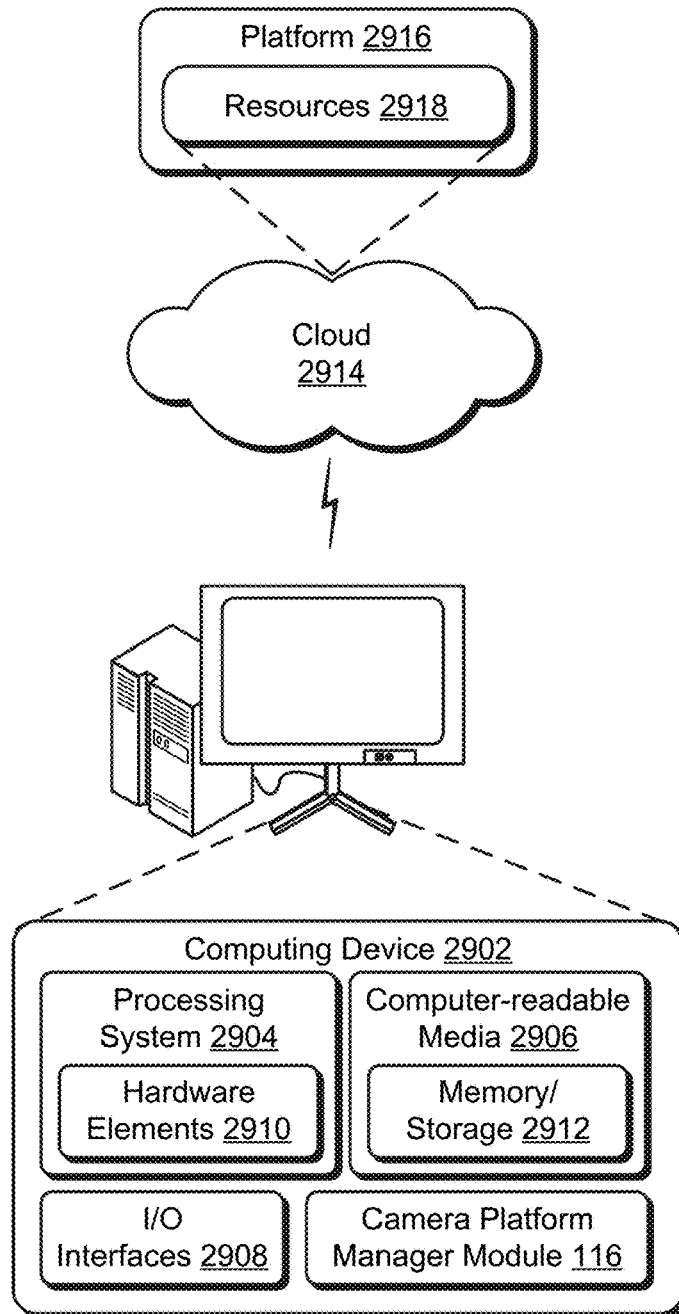 Platform 2916
Resources 2918
Cloud
2914
Computing Device 2902
Processing
System 2904
Hardware
Elements 2910
Computer-readable
Media 2906
Memory/
Storage 2912
I/O
Interfaces 2908
Camera Platform
Manager Module 116